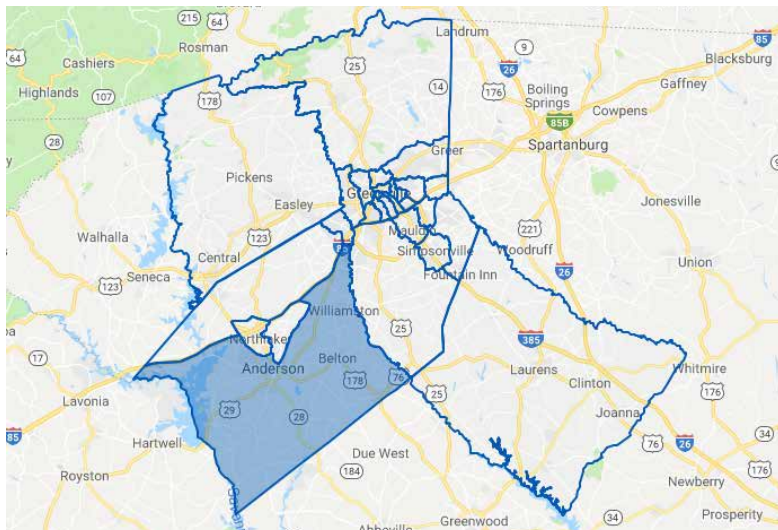 215
64
Rosman
Landrum
64
Cashiers
25
9
85
Blacksburg
26
Highlands
107
178
14
176
Boiling
Springs
Gaffney
Cowpens
28
85B
Greer
Spartanburg
Pickens
Jonesville
Easley
Mauldin
221
Walhalla
123
Simpsonville
Woodruff
Central
Union
Seneca
26
123
Fountain Inn
176
Williamston
25
385
17
Belton
Laurens
Whitmire
Anderson
178
76
Clinton
176
Lavonia
25
29
Joanna
28
34
85
Hartwell
Due West
76
26
184
Royston
Newberry
176
34
Greenwood
Prosperity